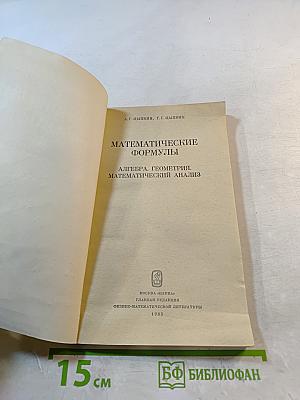 А. Г. ЦЫПКИН, Г. Г. ЦЫПКИН
МАТЕМАТИЧЕСКИЕ
ФОРМУЛЫ
АЛГЕБРА. ГЕОМЕТРИЯ.
МАТЕМАТИЧЕСКИЙ АНАЛИЗ
МОСКВА «НАУКА»
ГЛАВНАЯ РЕДАКЦИЯ
ФИЗИКО-МАТЕМАТИЧЕСКОЙ ЛИТЕРАТУРЫ
1985
15 см
БФ БИБЛИОФАН